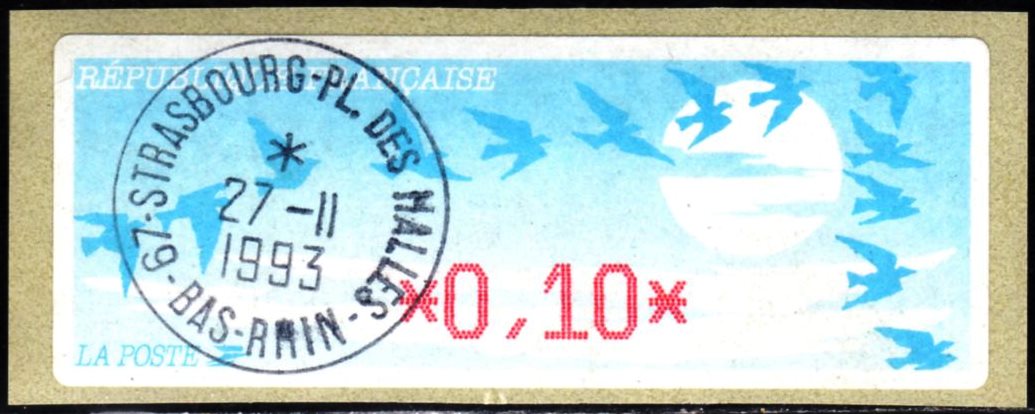 RÉPUBLIQUE FRANÇAISE
67-STRASBOURG-PL. DES HALLES-
*
27-11
1993
- BAS-RHIN -
*0,10*
LA POSTE